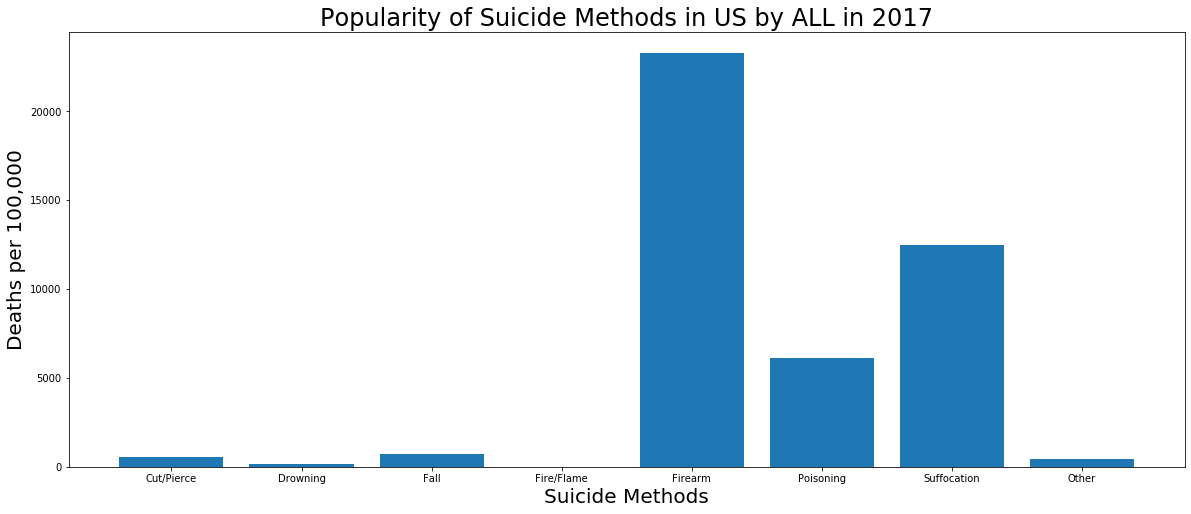 Popularity of Suicide Methods in US by ALL in 2017
Deaths per 100,000
20000
15000
10000
5000
0
Cut/Pierce Drowning Fall Fire/Flame Firearm Poisoning Suffocation Other
Suicide Methods